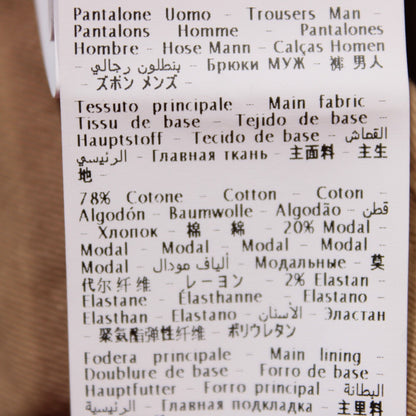 Pantalone Uomo - Trousers Man -
Pantalons Homme - Pantalones
Hombre - Hose Mann - Calças Homen
- بنطلون رجالي - Брюки МУЖ - 裤 男人
- ズボン メンズ -
Tessuto principale - Main fabric -
Tissu de base - Tejido de base -
Hauptstoff - Tecido de base - القماش
الرئيسي - Главная ткань - 主面料 - 主生
地 -
78% Cotone - Cotton - Coton -
Algodón - Baumwolle - Algodão - قطن
- Хлопок - 棉 - 綿 - 20% Modal -
Modal - Modal - Modal - Modal -
Modal - ألياف مودال - Модальные - 莫
代尔纤维 - レーヨン - 2% Elastan -
Elastane - Élasthanne - Elastano -
Elasthan - Elastano - الأستان - Эластан
- 聚氨酯弹性纤维 - ポリウレタン
Fodera principale - Main lining -
Doublure de base - Forro de base -
Hauptfutter - Forro principal - البطانة
الرئيسية - Главная подкладка - 主里料